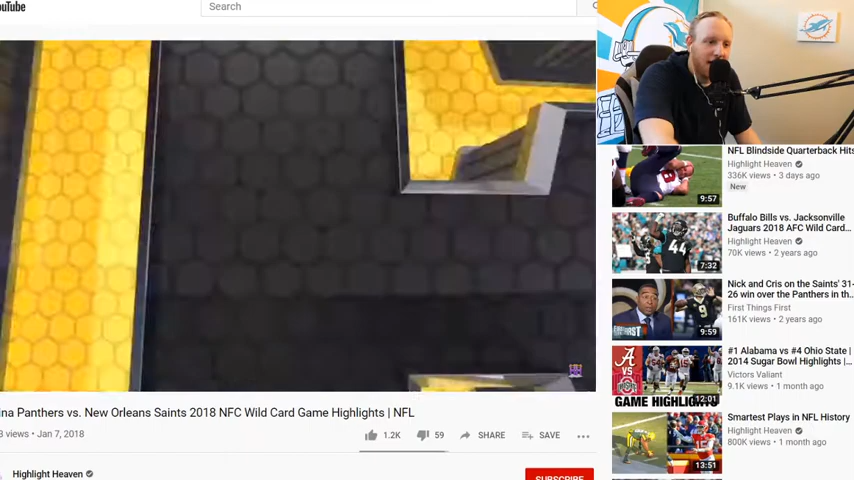 ouTube
Search
NFL Blindside Quarterback Hits
Highlight Heaven
336K views • 3 days ago
New
9:57
Buffalo Bills vs. Jacksonville
Jaguars 2018 AFC Wild Card...
Highlight Heaven
70K views • 2 years ago
7:32
Nick and Cris on the Saints' 31-
26 win over the Panthers in th...
First Things First
161K views • 2 years ago
9:59
#1 Alabama vs #4 Ohio State |
2014 Sugar Bowl Highlights |...
Victors Valiant
9.1K views • 1 month ago
GAME HIGHLIGHTS
12:01
Smartest Plays in NFL History
Highlight Heaven
800K views • 1 month ago
13:51
ina Panthers vs. New Orleans Saints 2018 NFC Wild Card Game Highlights | NFL
3 views • Jan 7, 2018
1.2K
59
SHARE
SAVE
Highlight Heaven
SUBSCRIBE